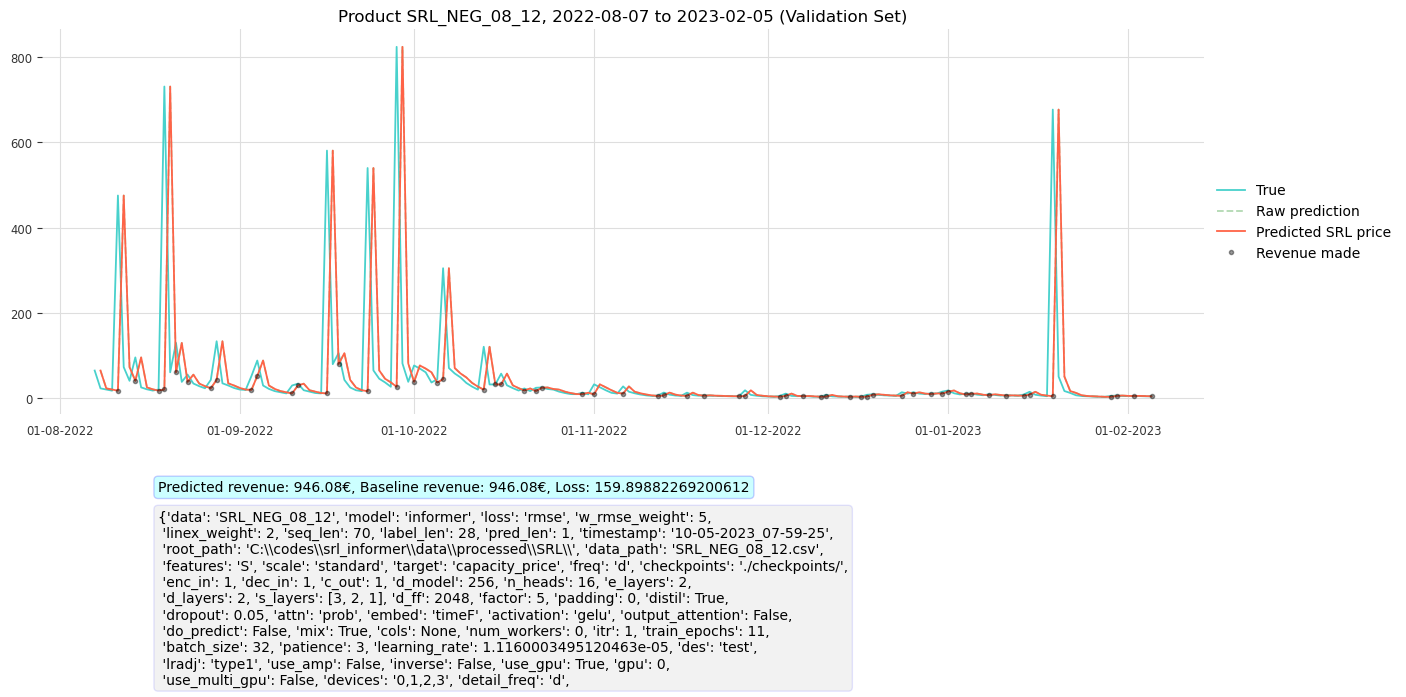 Product SRL_NEG_08_12, 2022-08-07 to 2023-02-05 (Validation Set)
800
600
400
200
0
01-08-2022 01-09-2022 01-10-2022 01-11-2022 01-12-2022 01-01-2023 01-02-2023
True
Raw prediction
Predicted SRL price
Revenue made
Predicted revenue: 946.08€, Baseline revenue: 946.08€, Loss: 159.89882269200612
{'data': 'SRL_NEG_08_12', 'model': 'informer', 'loss': 'rmse', 'w_rmse_weight': 5,
'linex_weight': 2, 'seq_len': 70, 'label_len': 28, 'pred_len': 1, 'timestamp': '10-05-2023_07-59-25',
'root_path': 'C:\\codes\\srl_informer\\data\\processed\\SRL\\', 'data_path': 'SRL_NEG_08_12.csv',
'features': 'S', 'scale': 'standard', 'target': 'capacity_price', 'freq': 'd', 'checkpoints': './checkpoints/',
'enc_in': 1, 'dec_in': 1, 'c_out': 1, 'd_model': 256, 'n_heads': 16, 'e_layers': 2,
'd_layers': 2, 's_layers': [3, 2, 1], 'd_ff': 2048, 'factor': 5, 'padding': 0, 'distil': True,
'dropout': 0.05, 'attn': 'prob', 'embed': 'timeF', 'activation': 'gelu', 'output_attention': False,
'do_predict': False, 'mix': True, 'cols': None, 'num_workers': 0, 'itr': 1, 'train_epochs': 11,
'batch_size': 32, 'patience': 3, 'learning_rate': 1.1160003495120463e-05, 'des': 'test',
'lradj': 'type1', 'use_amp': False, 'inverse': False, 'use_gpu': True, 'gpu': 0,
'use_multi_gpu': False, 'devices': '0,1,2,3', 'detail_freq': 'd',